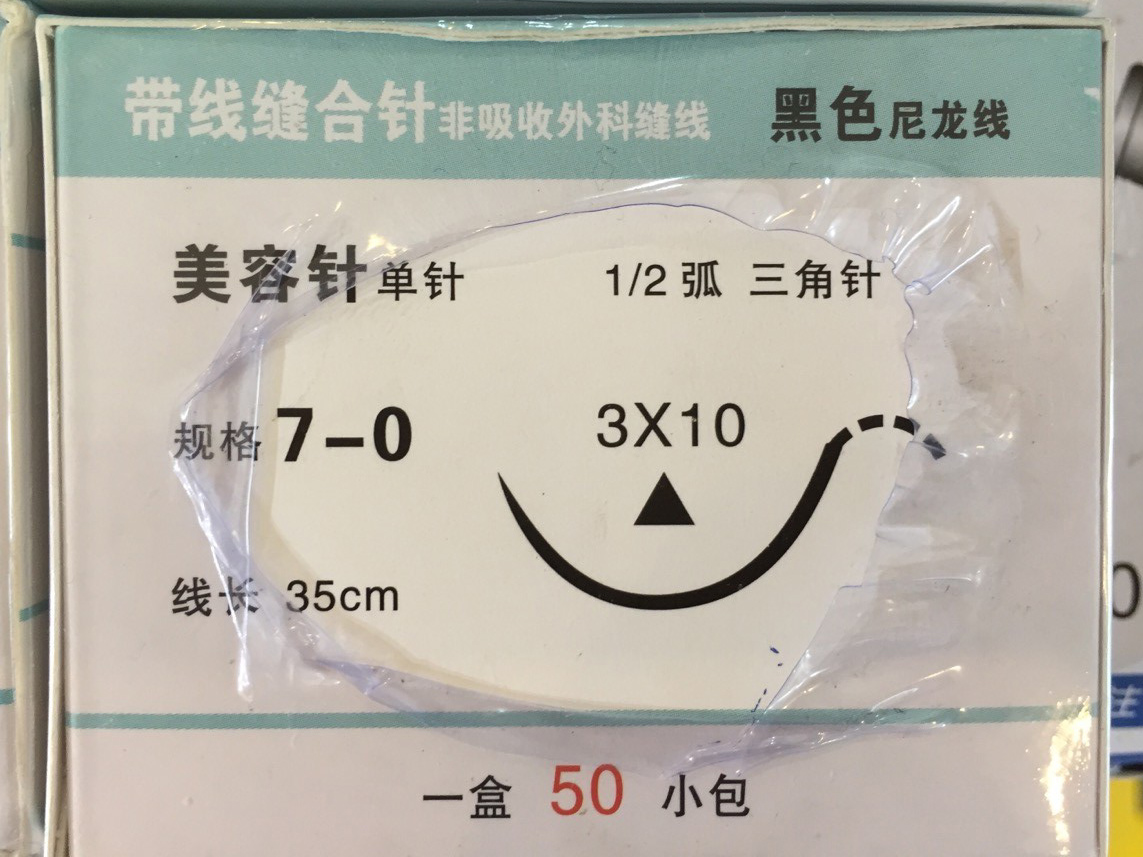 带线缝合针非吸收外科缝线 黑色尼龙线
美容针 单针 1/2 弧 三角针
规格 7-0 3X10
线长 35cm
一盒 50 小包
0
注